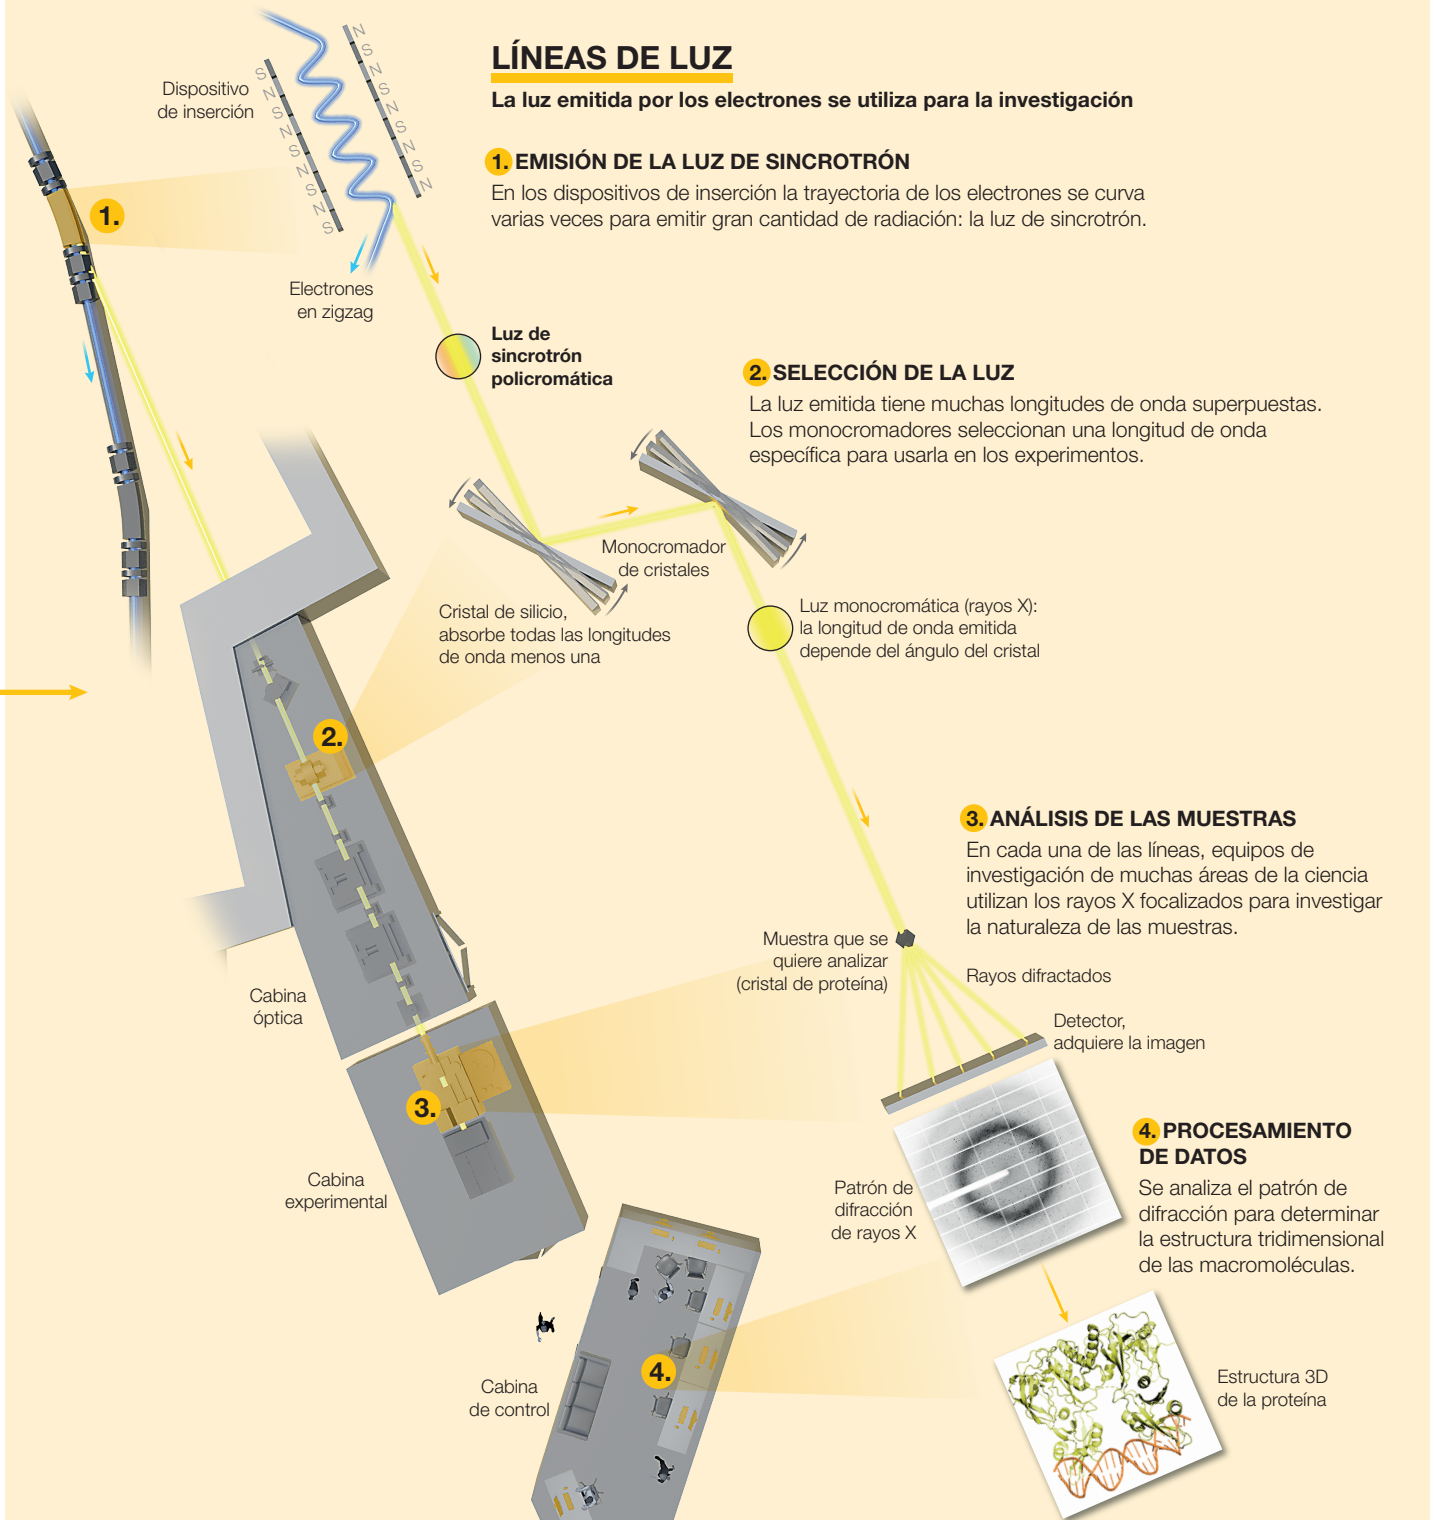 LÍNEAS DE LUZ
La luz emitida por los electrones se utiliza para la investigación
Dispositivo
de inserción
N
S
N
S
N
S
N
S
N
S
N
S
N
S
N
S
N
S
1. EMISIÓN DE LA LUZ DE SINCROTRÓN
En los dispositivos de inserción la trayectoria de los electrones se curva
varias veces para emitir gran cantidad de radiación: la luz de sincrotrón.
1.
Electrones
en zigzag
Luz de
sincrotrón
policromática
2. SELECCIÓN DE LA LUZ
La luz emitida tiene muchas longitudes de onda superpuestas.
Los monocromadores seleccionan una longitud de onda
específica para usarla en los experimentos.
Monocromador
de cristales
Cristal de silicio,
absorbe todas las longitudes
de onda menos una
Luz monocromática (rayos X):
la longitud de onda emitida
depende del ángulo del cristal
2.
3. ANÁLISIS DE LAS MUESTRAS
En cada una de las líneas, equipos de
investigación de muchas áreas de la ciencia
utilizan los rayos X focalizados para investigar
la naturaleza de las muestras.
Muestra que se
quiere analizar
(cristal de proteína)
Rayos difractados
Cabina
óptica
Detector,
adquiere la imagen
3.
4. PROCESAMIENTO
DE DATOS
Se analiza el patrón de
difracción para determinar
la estructura tridimensional
de las macromoléculas.
Cabina
experimental
Patrón de
difracción
de rayos X
4.
Cabina
de control
Estructura 3D
de la proteína